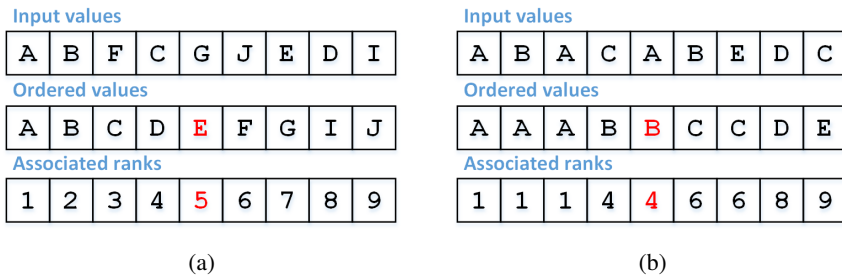 Input values
A B F C G J E D I
Ordered values
A B C D E F G I J
Associated ranks
1 2 3 4 5 6 7 8 9
(a)
Input values
A B A C A B E D C
Ordered values
A A A B B C C D E
Associated ranks
1 1 1 4 4 6 6 8 9
(b)